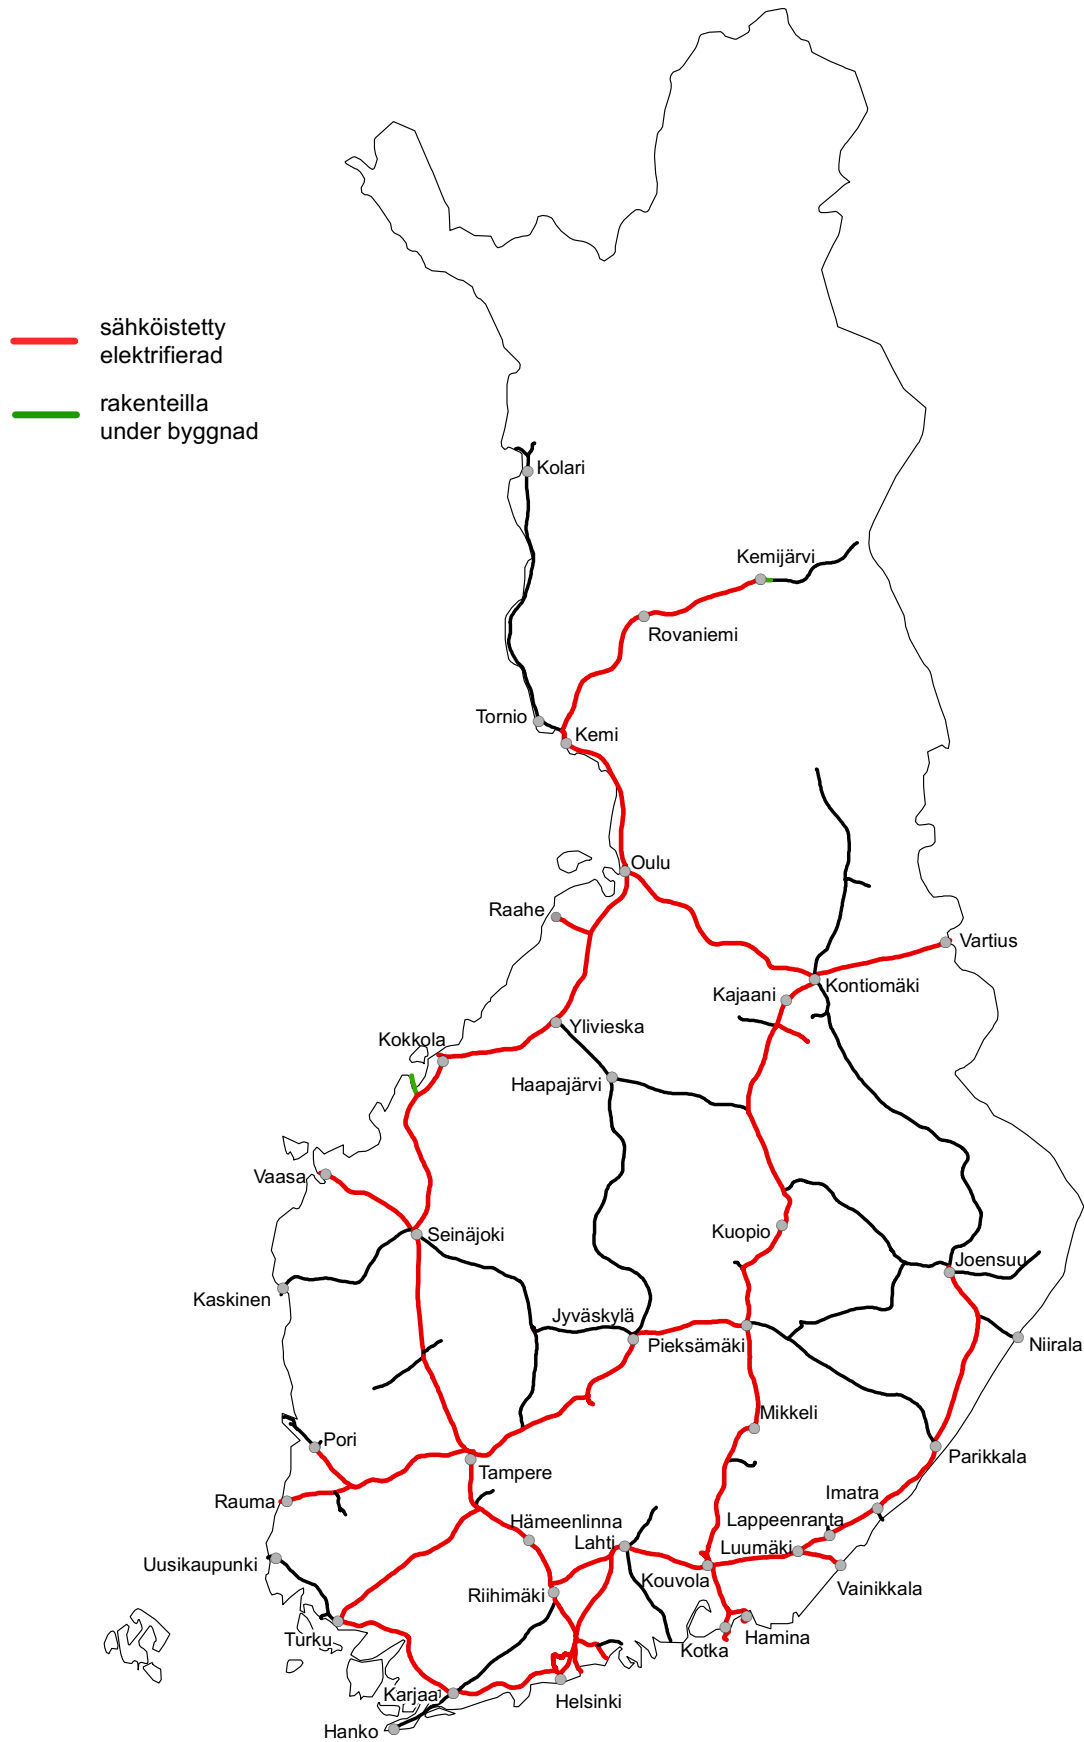 sähköistetty
elektrifierad
rakenteilla
under byggnad
Kolari
Kemijärvi
Rovaniemi
Tornio
Kemi
Oulu
Raahe
Vartius
Kontiomäki
Kajaani
Ylivieska
Kokkola
Haapajärvi
Vaasa
Kuopio
Seinäjoki
Joensuu
Kaskinen
Jyväskylä
Pieksämäki
Niirala
Mikkeli
Pori
Parikkala
Tampere
Rauma
Imatra
Hämeenlinna
Lappeenranta
Lahti
Luumäki
Uusikaupunki
Kouvola
Vainikkala
Riihimäki
Turku
Hamina
Kotka
Karjaa
Helsinki
Hanko